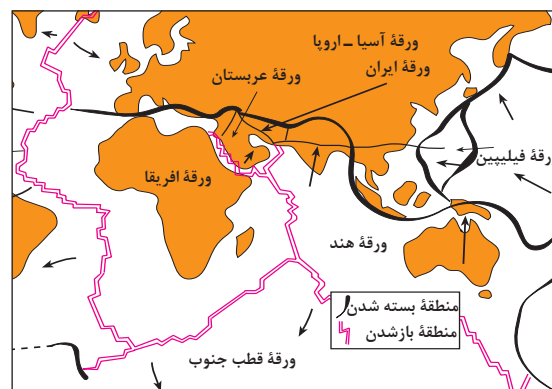 ورقهٔ آسیا ـ اروپا
ورقهٔ ایران
ورقهٔ عربستان
ورقهٔ فیلیپین
ورقهٔ افریقا
ورقهٔ هند
منطقهٔ بسته شدن
منطقهٔ بازشدن
ورقهٔ قطب جنوب